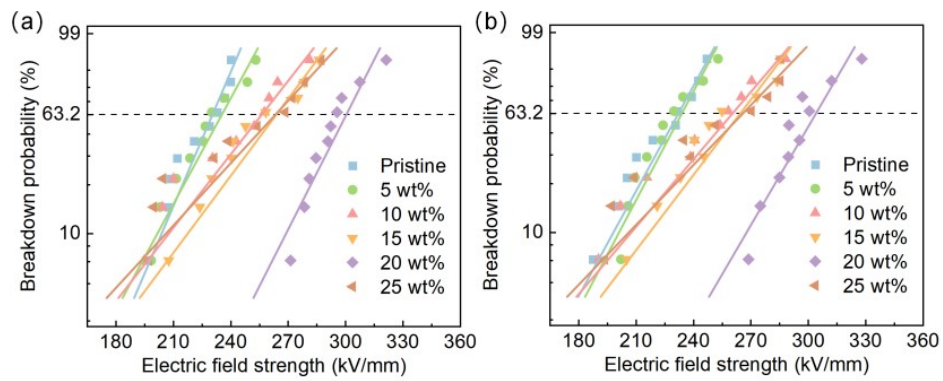 (a)
99
63.2
10
Breakdown probability (%)
Pristine
5 wt%
10 wt%
15 wt%
20 wt%
25 wt%
180 210 240 270 300 330 360
Electric field strength (kV/mm)
(b)
99
63.2
10
Breakdown probability (%)
Pristine
5 wt%
10 wt%
15 wt%
20 wt%
25 wt%
180 210 240 270 300 330 360
Electric field strength (kV/mm)